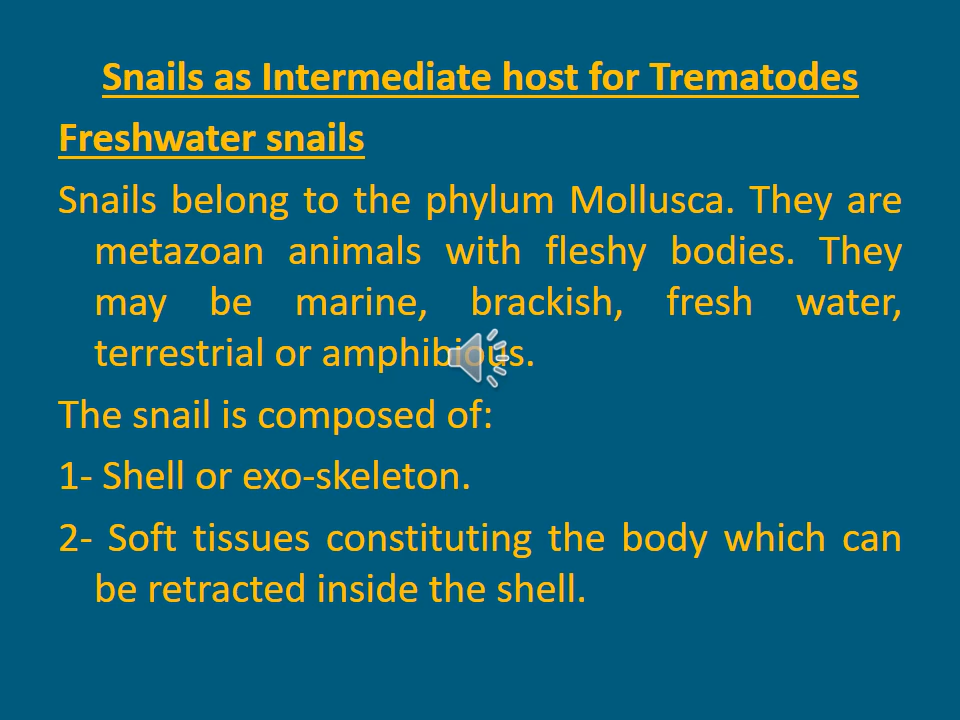 Snails as Intermediate host for Trematodes
Freshwater snails
Snails belong to the phylum Mollusca. They are
metazoan animals with fleshy bodies. They
may be marine, brackish, fresh water,
terrestrial or amphibious.
The snail is composed of:
1- Shell or exo-skeleton.
2- Soft tissues constituting the body which can
be retracted inside the shell.